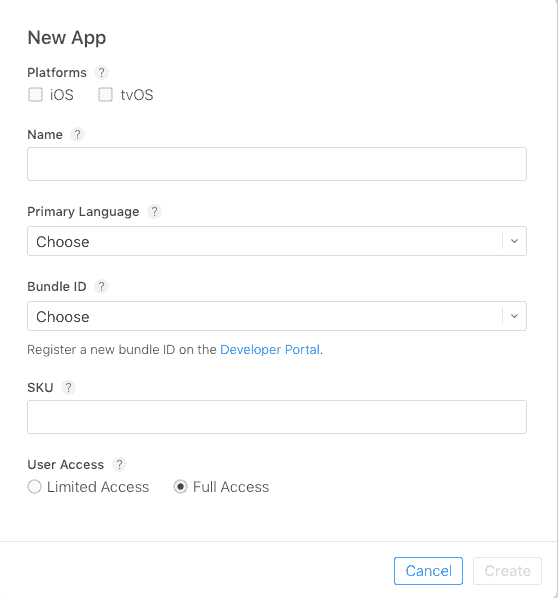 New App
Platforms ?
iOS tvOS
Name ?
Primary Language ?
Choose
Bundle ID ?
Choose
Register a new bundle ID on the Developer Portal.
SKU ?
User Access ?
Limited Access Full Access
Cancel Create